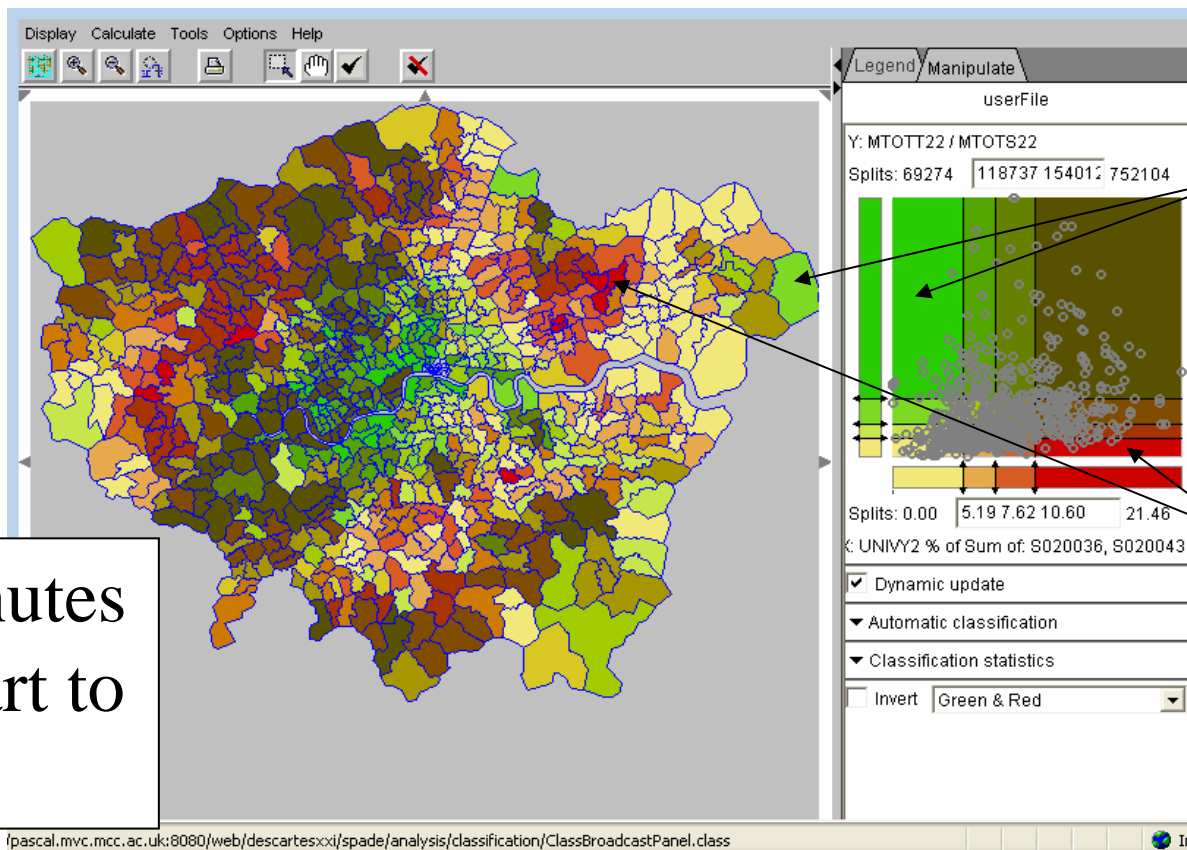 Display Calculate Tools Options Help
Legend Manipulate
userFile
Y: MTOTT22 / MTOTS22
Splits: 69274 118737 154012 752104
Splits: 0.00 5.19 7.62 10.60 21.46
X: UNIVY2 % of Sum of: S020036, S020043
Dynamic update
Automatic classification
Classification statistics
Invert Green & Red
nutes
rt to
/pascal.mvc.mcc.ac.uk:8080/web/descartesxxi/spade/analysis/classification/ClassBroadcastPanel.class